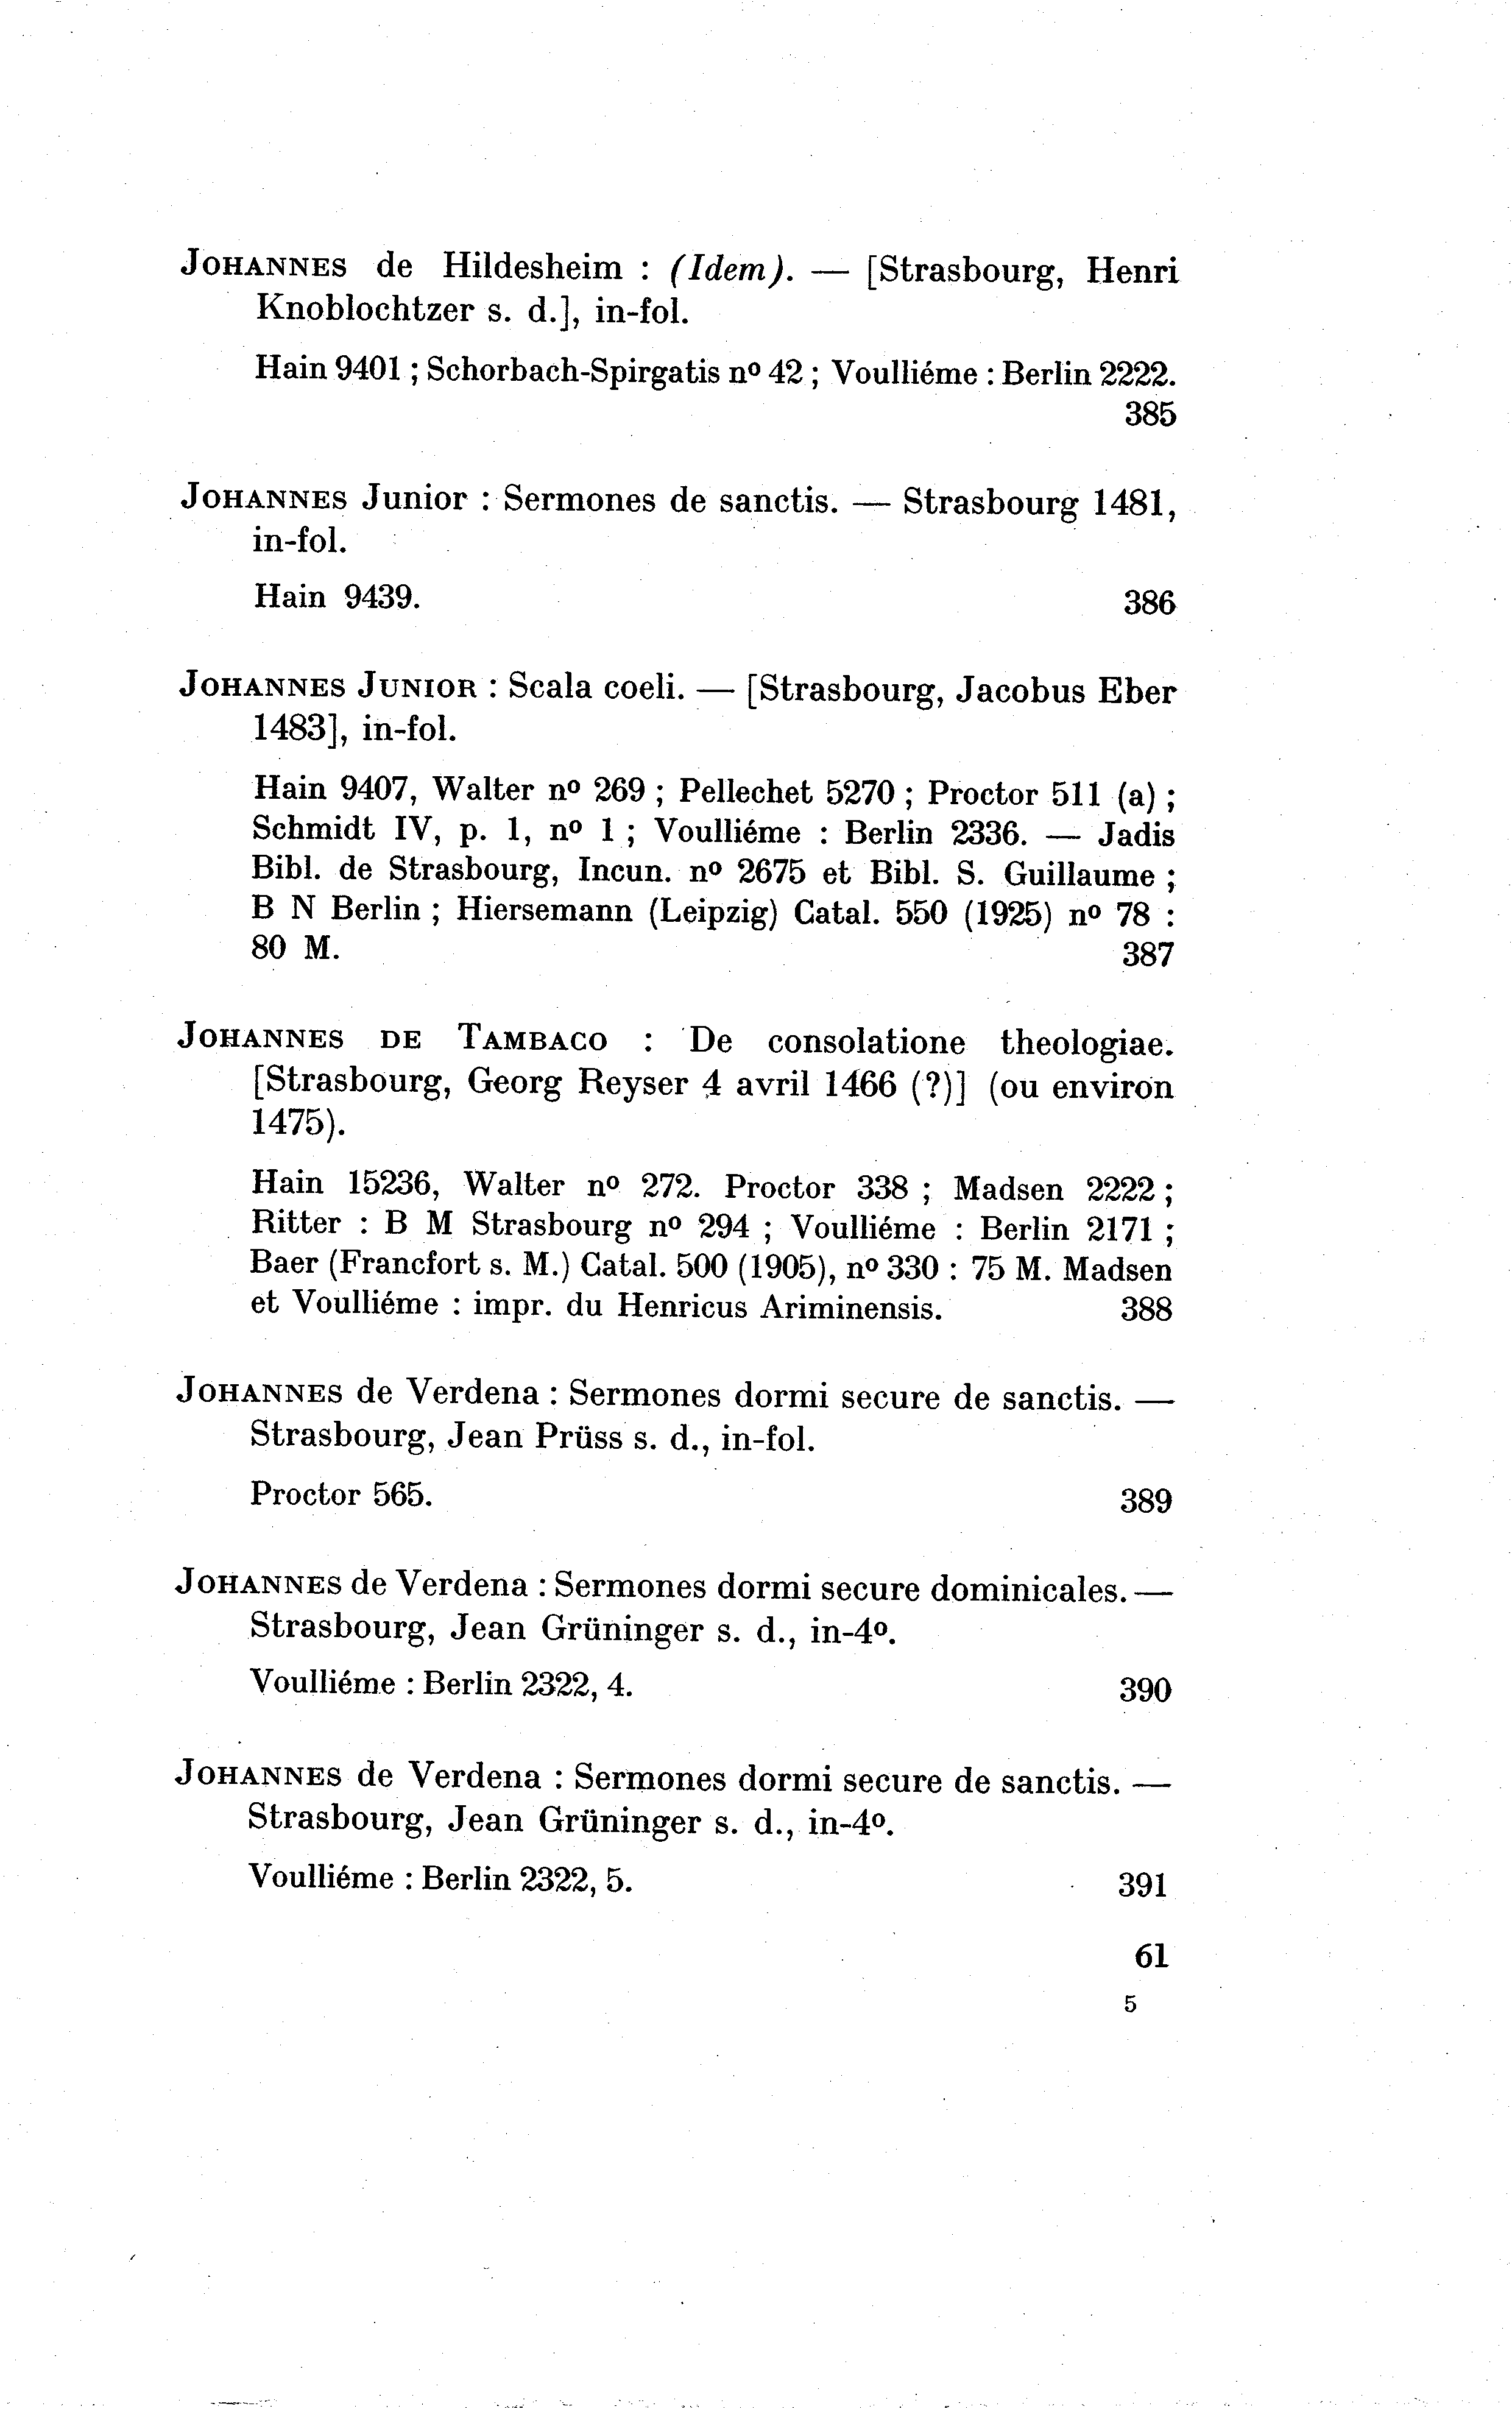 JOHANNES de Hildesheim : (Idem). — [Strasbourg, Henri
Knoblochtzer s. d.], in-fol.
Hain 9401 ; Schorbach-Spirgatis nº 42 ; Voulliéme : Berlin 2222.
385
JOHANNES Junior : Sermones de sanctis. — Strasbourg 1481,
in-fol.
Hain 9439. 386
JOHANNES JUNIOR : Scala coeli. — [Strasbourg, Jacobus Eber
1483], in-fol.
Hain 9407, Walter nº 269 ; Pellechet 5270 ; Proctor 511 (a) ;
Schmidt IV, p. 1, nº 1 ; Voulliéme : Berlin 2336. — Jadis
Bibl. de Strasbourg, Incun. nº 2675 et Bibl. S. Guillaume ;
B N Berlin ; Hiersemann (Leipzig) Catal. 550 (1925) nº 78 :
80 M. 387
JOHANNES DE TAMBACO : De consolatione theologiae.
[Strasbourg, Georg Reyser 4 avril 1466 (?)] (ou environ
1475).
Hain 15236, Walter nº 272. Proctor 338 ; Madsen 2222 ;
Ritter : B M Strasbourg nº 294 ; Voulliéme : Berlin 2171 ;
Baer (Francfort s. M.) Catal. 500 (1905), nº 330 : 75 M. Madsen
et Voulliéme : impr. du Henricus Ariminensis. 388
JOHANNES de Verdena : Sermones dormi secure de sanctis. —
Strasbourg, Jean Prüss s. d., in-fol.
Proctor 565. 389
JOHANNES de Verdena : Sermones dormi secure dominicales. —
Strasbourg, Jean Grüninger s. d., in-4º.
Voulliéme : Berlin 2322, 4. 390
JOHANNES de Verdena : Sermones dormi secure de sanctis. —
Strasbourg, Jean Grüninger s. d., in-4º.
Voulliéme : Berlin 2322, 5. 391
61
5